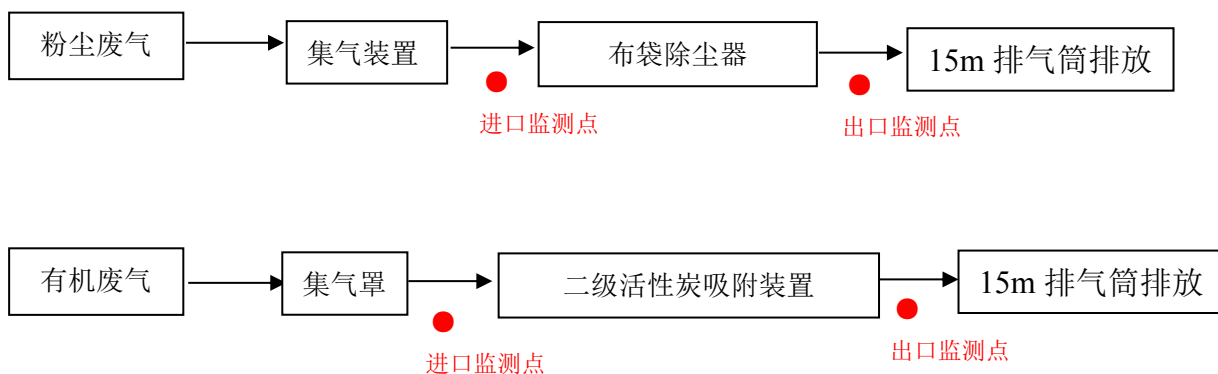 粉尘废气
集气装置
布袋除尘器
15m 排气筒排放
进口监测点
出口监测点
有机废气
集气罩
二级活性炭吸附装置
15m 排气筒排放
进口监测点
出口监测点